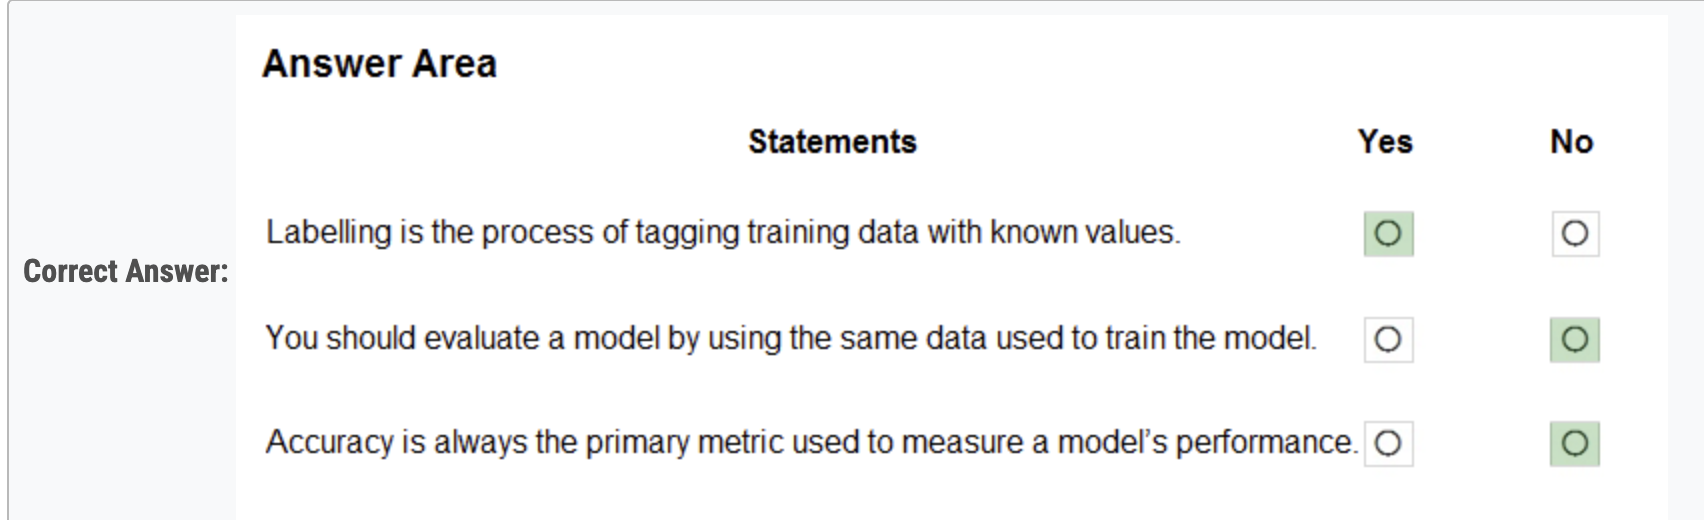 Answer Area
Statements Yes No
Labelling is the process of tagging training data with known values.
Correct Answer:
You should evaluate a model by using the same data used to train the model.
Accuracy is always the primary metric used to measure a model's performance.